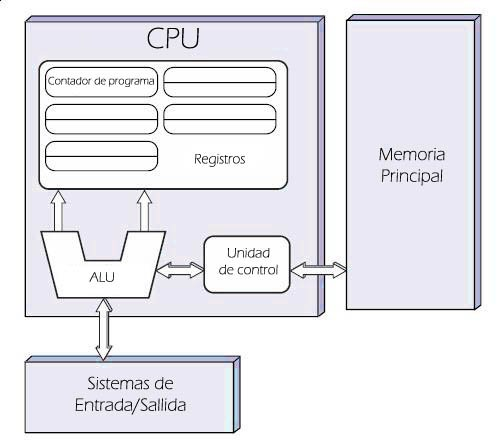 CPU
Contador de programa
Registros
Memoria
Principal
ALU
Unidad
de control
Sistemas de
Entrada/Sallida